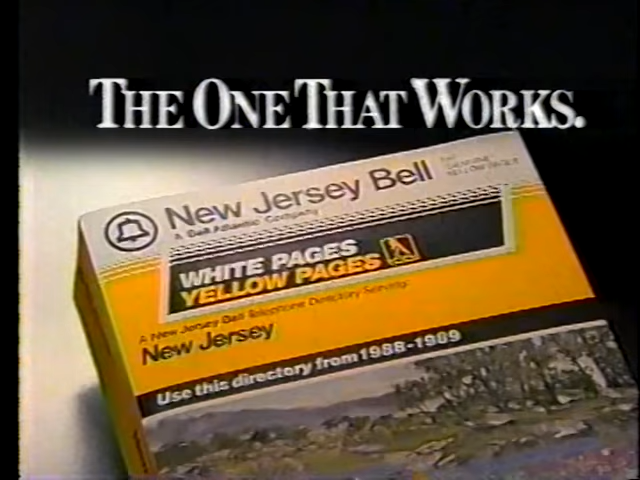 THE ONE THAT WORKS.
New Jersey Bell
A Bell Atlantic Company
WHITE PAGES
YELLOW PAGES
A New Jersey Bell Telephone Directory Serving:
New Jersey
Use this directory from 1988-1989